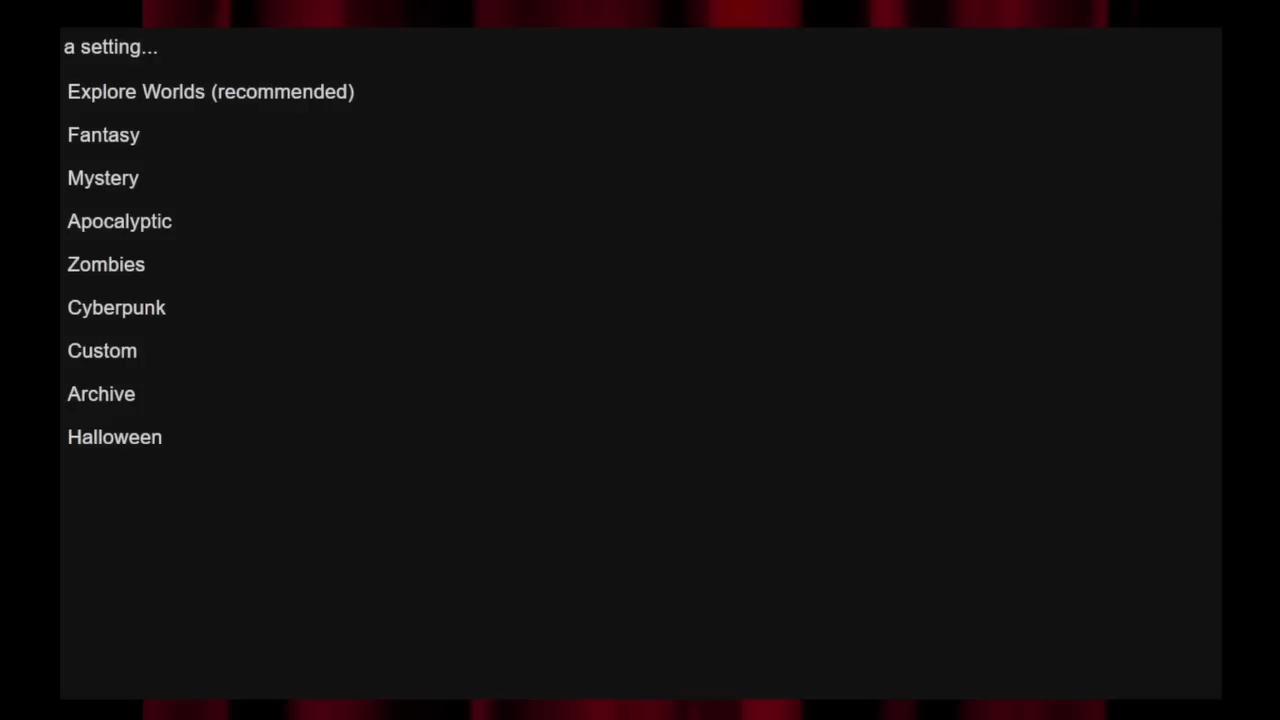 a setting...
Explore Worlds (recommended)
Fantasy
Mystery
Apocalyptic
Zombies
Cyberpunk
Custom
Archive
Halloween